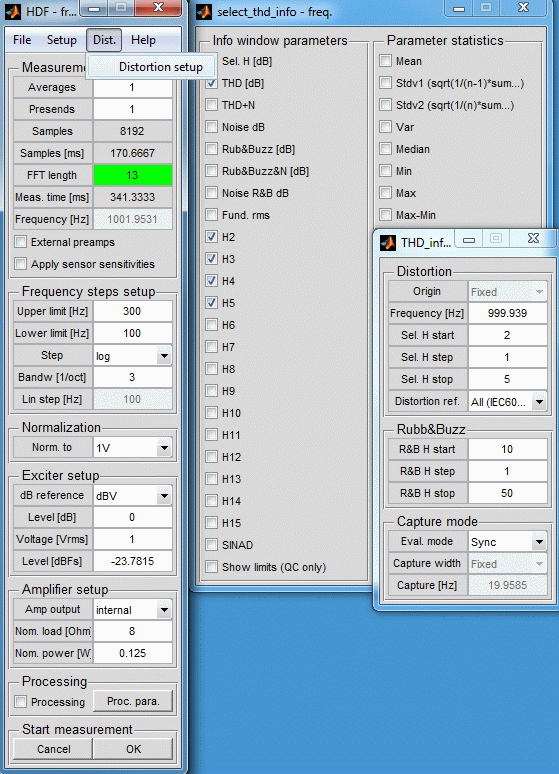 HDF - fr...
File Setup Dist. Help
Distortion setup
Measureme
Averages 1
Presends 1
Samples 8192
Samples [ms] 170.6667
FFT length 13
Meas. time [ms] 341.3333
Frequency [Hz] 1001.9531
External preamps
Apply sensor sensitivities
Frequency steps setup
Upper limit [Hz] 300
Lower limit [Hz] 100
Step log
Bandw [1/oct] 3
Lin step [Hz] 100
Normalization
Norm. to 1V
Exciter setup
dB reference dBV
Level [dB] 0
Voltage [Vrms] 1
Level [dBFs] -23.7815
Amplifier setup
Amp output internal
Nom. load [Ohm 8
Nom. power [W 0.125
Processing
Processing Proc. para.
Start measurement
Cancel OK
select_thd_info - freq.
Info window parameters
Sel. H [dB]
THD [dB]
THD+N
Noise dB
Rub&Buzz [dB]
Rub&Buzz&N [dB]
Noise R&B dB
Fund. rms
H2
H3
H4
H5
H6
H7
H8
H9
H10
H11
H12
H13
H14
H15
SINAD
Show limits (QC only)
Parameter statistics
Mean
Stdv1 (sqrt(1/(n-1)*sum...)
Stdv2 (sqrt(1/(n)*sum...)
Var
Median
Min
Max
Max-Min
THD_inf...
Distortion
Origin Fixed
Frequency [Hz] 999.939
Sel. H start 2
Sel. H step 1
Sel. H stop 5
Distortion ref. All (IEC60...
Rubb&Buzz
R&B H start 10
R&B H step 1
R&B H stop 50
Capture mode
Eval. mode Sync
Capture width Fixed
Capture [Hz] 19.9585